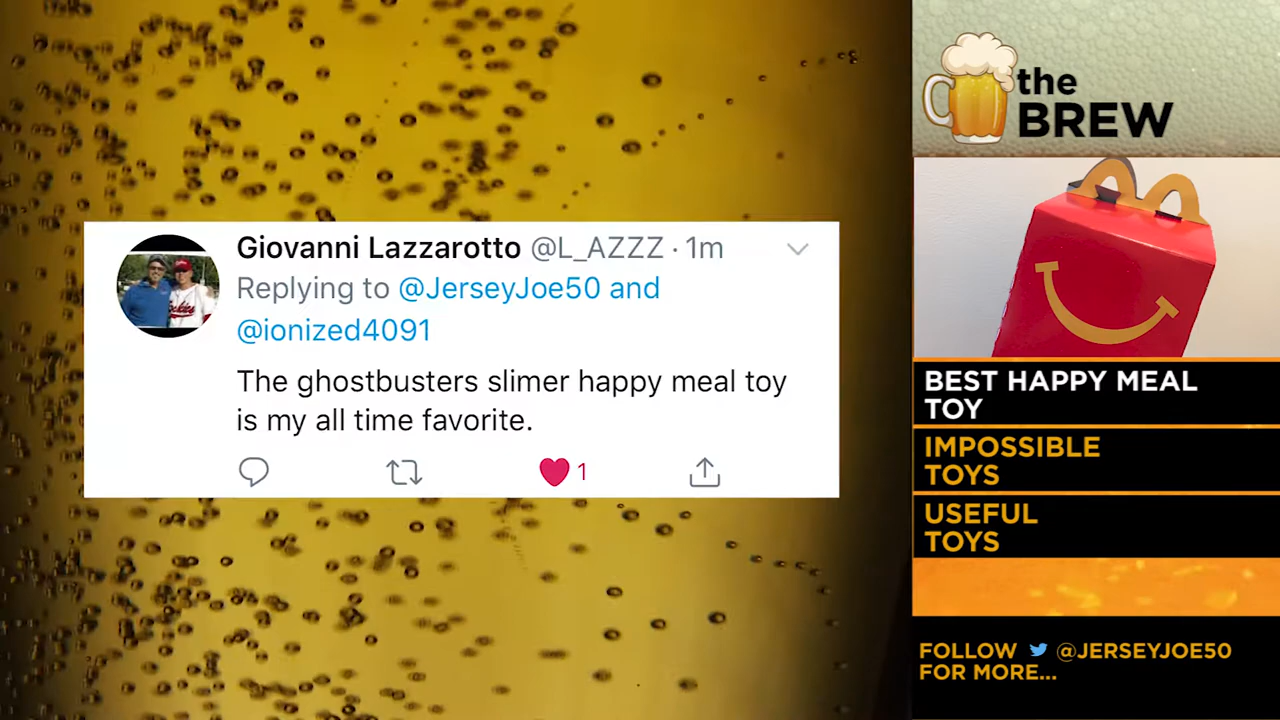 Giovanni Lazzarotto @L_AZZZ · 1m
Replying to @JerseyJoe50 and
@ionized4091
The ghostbusters slimer happy meal toy
is my all time favorite.
1
the
BREW
BEST HAPPY MEAL
TOY
IMPOSSIBLE
TOYS
USEFUL
TOYS
FOLLOW @JERSEYJOE50
FOR MORE...